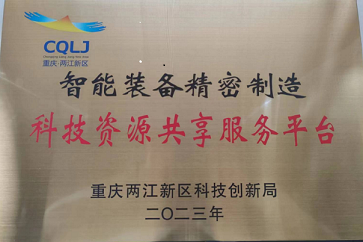 CQLJ
重庆·两江新区
智能装备精密制造
科技资源共享服务平台
重庆两江新区科技创新局
二〇二三年